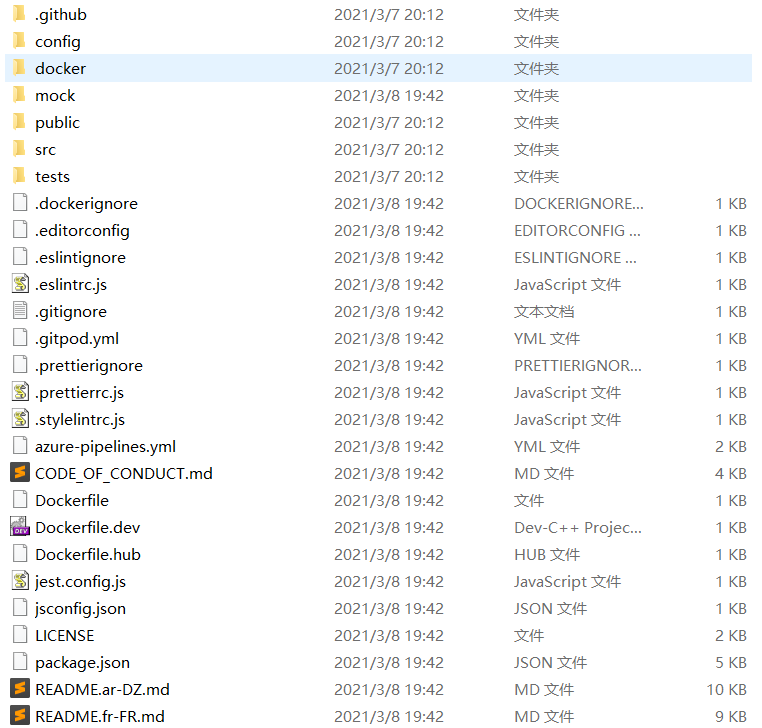 .github 2021/3/7 20:12 文件夹
config 2021/3/7 20:12 文件夹
docker 2021/3/7 20:12 文件夹
mock 2021/3/8 19:42 文件夹
public 2021/3/7 20:12 文件夹
src 2021/3/7 20:12 文件夹
tests 2021/3/7 20:12 文件夹
.dockerignore 2021/3/8 19:42 DOCKERIGNORE... 1 KB
.editorconfig 2021/3/8 19:42 EDITORCONFIG ... 1 KB
.eslintignore 2021/3/8 19:42 ESLINTIGNORE ... 1 KB
.eslintrc.js 2021/3/8 19:42 JavaScript 文件 1 KB
.gitignore 2021/3/8 19:42 文本文档 1 KB
.gitpod.yml 2021/3/8 19:42 YML 文件 1 KB
.prettierignore 2021/3/8 19:42 PRETTIERIGNOR... 1 KB
.prettierrc.js 2021/3/8 19:42 JavaScript 文件 1 KB
.stylelintrc.js 2021/3/8 19:42 JavaScript 文件 1 KB
azure-pipelines.yml 2021/3/8 19:42 YML 文件 2 KB
CODE_OF_CONDUCT.md 2021/3/8 19:42 MD 文件 4 KB
Dockerfile 2021/3/8 19:42 文件 1 KB
DEV Dockerfile.dev 2021/3/8 19:42 Dev-C++ Projec... 1 KB
Dockerfile.hub 2021/3/8 19:42 HUB 文件 1 KB
jest.config.js 2021/3/8 19:42 JavaScript 文件 1 KB
jsconfig.json 2021/3/8 19:42 JSON 文件 1 KB
LICENSE 2021/3/8 19:42 文件 2 KB
package.json 2021/3/8 19:42 JSON 文件 5 KB
README.ar-DZ.md 2021/3/8 19:42 MD 文件 10 KB
README.fr-FR.md 2021/3/8 19:42 MD 文件 9 KB